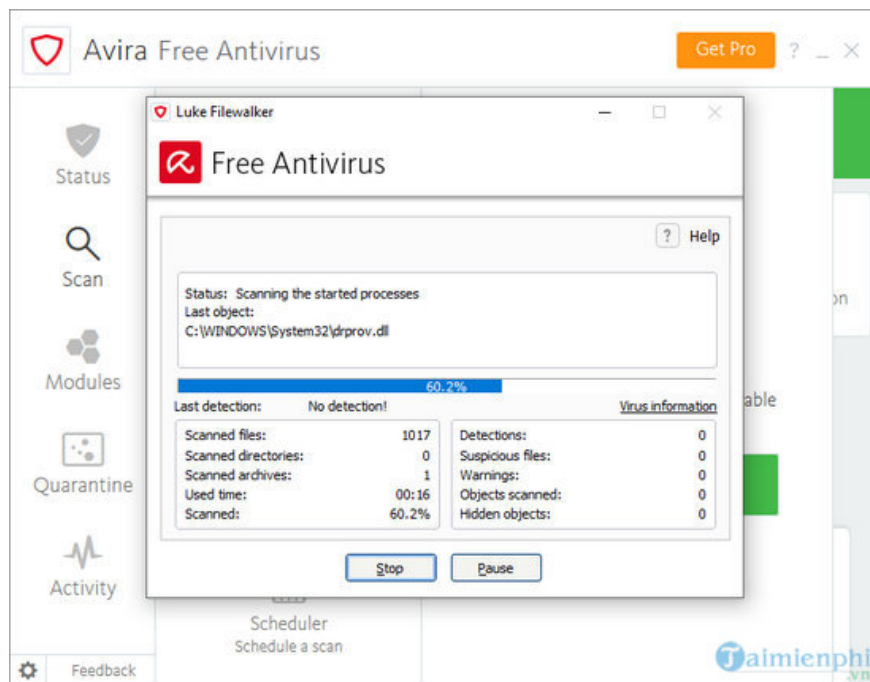 Avira Free Antivirus
Get Pro
?
Status
Scan
Modules
Quarantine
Activity
Feedback
Luke Filewalker
Free Antivirus
? Help
Status: Scanning the started processes
Last object:
C:\WINDOWS\System32\drprov.dll
60.2%
Last detection: No detection! Virus information
Scanned files: 1017
Scanned directories: 0
Scanned archives: 1
Used time: 00:16
Scanned: 60.2%
Detections: 0
Suspicious files: 0
Warnings: 0
Objects scanned: 0
Hidden objects: 0
Stop
Pause
on
able
Scheduler
Schedule a scan
Taimienphi
.vn